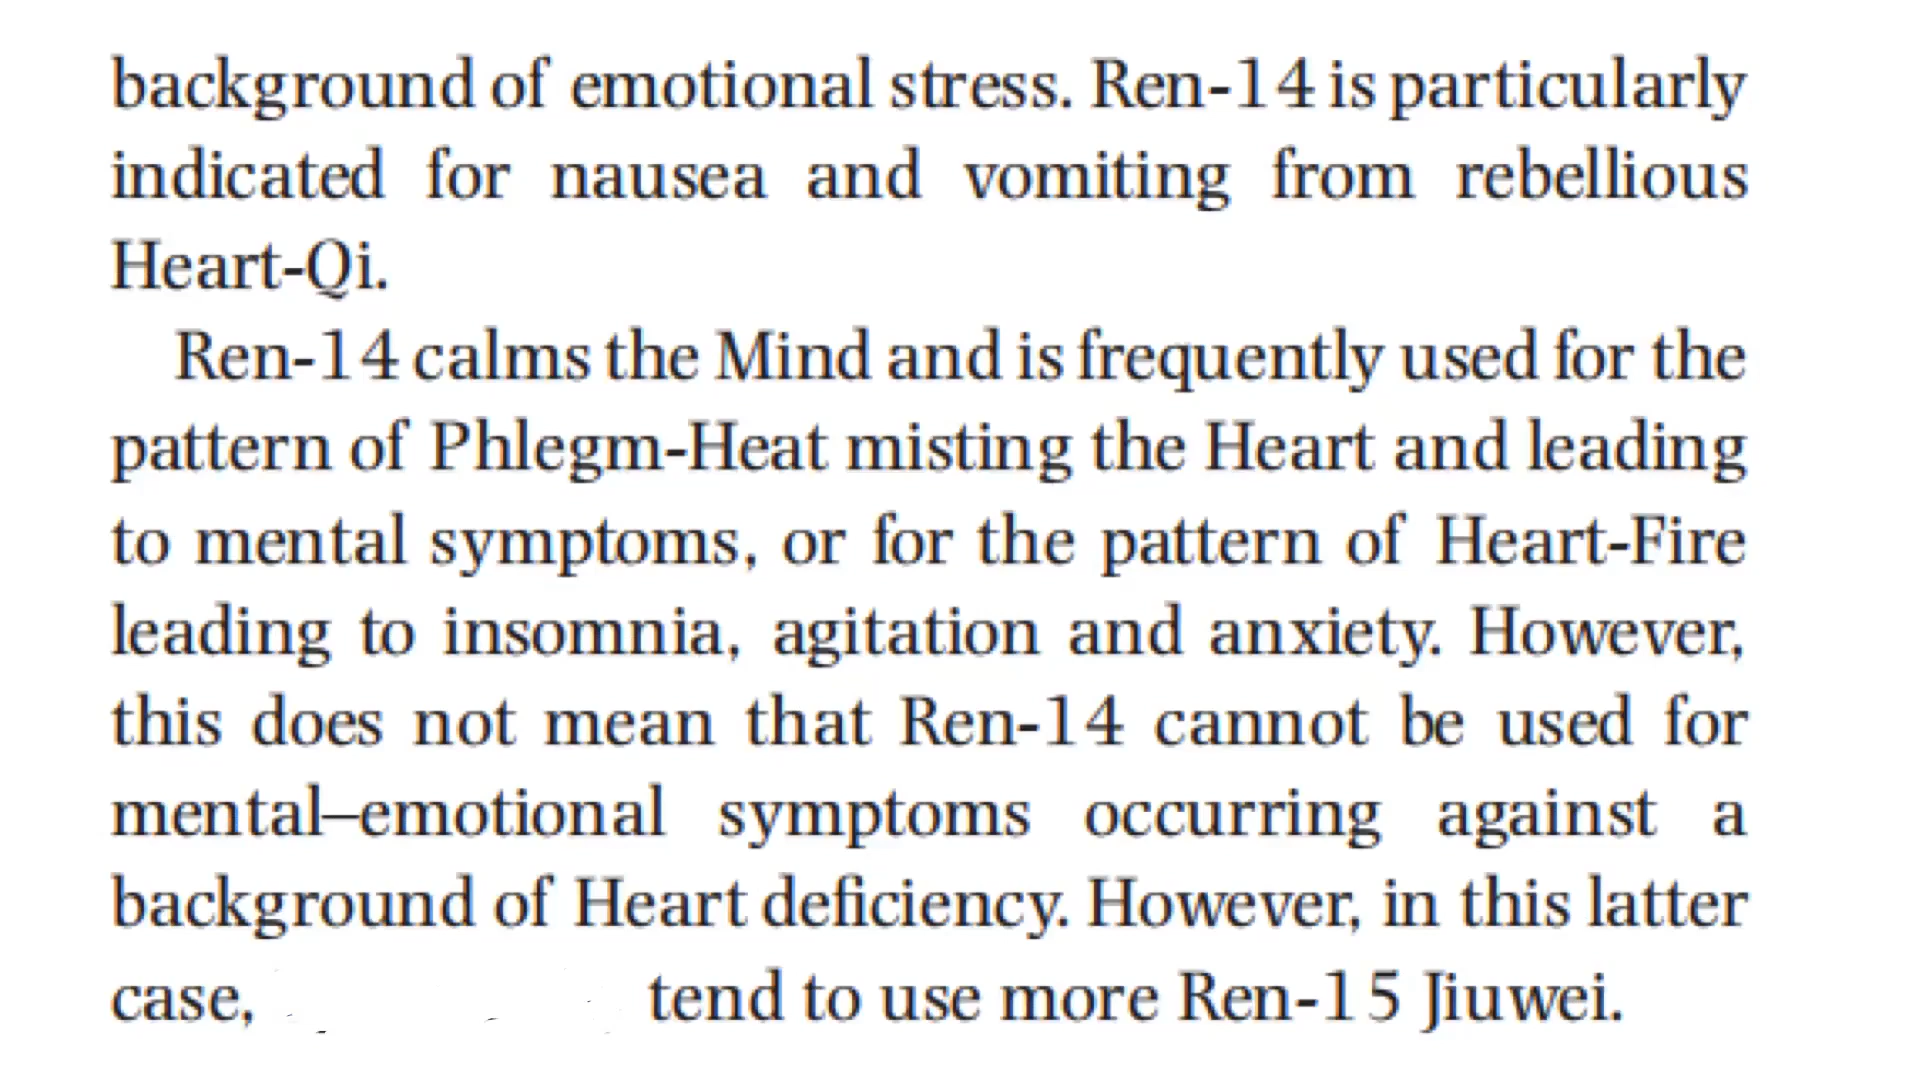 background of emotional stress. Ren-14 is particularly
indicated for nausea and vomiting from rebellious
Heart-Qi.
Ren-14 calms the Mind and is frequently used for the
pattern of Phlegm-Heat misting the Heart and leading
to mental symptoms, or for the pattern of Heart-Fire
leading to insomnia, agitation and anxiety. However,
this does not mean that Ren-14 cannot be used for
mental–emotional symptoms occurring against a
background of Heart deficiency. However, in this latter
case, tend to use more Ren-15 Jiuwei.